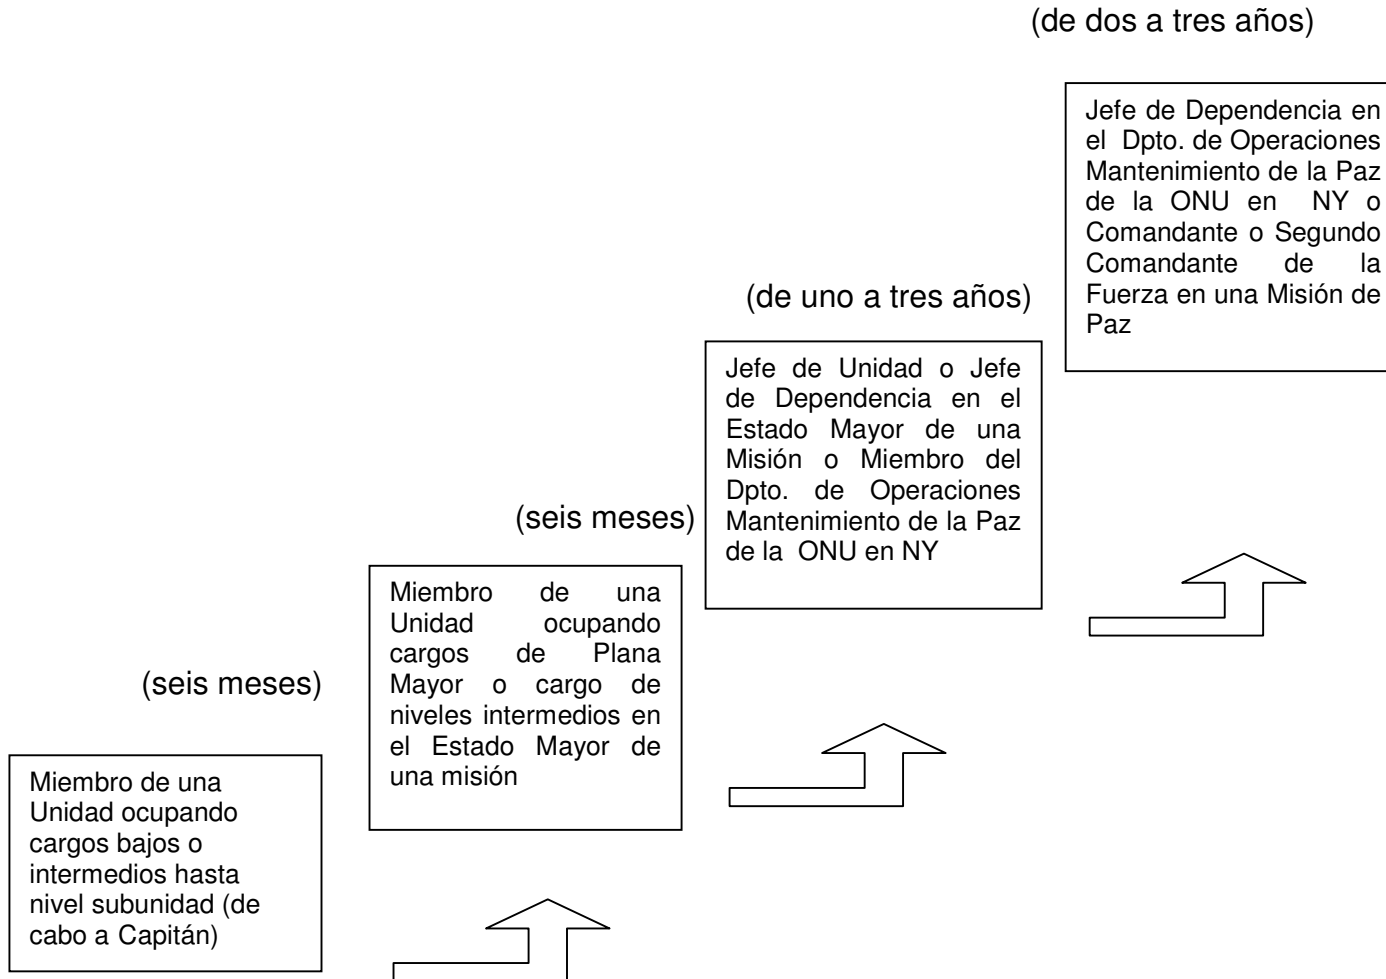 (de dos a tres años)
Jefe de Dependencia en
el Dpto. de Operaciones
Mantenimiento de la Paz
de la ONU en NY o
Comandante o Segundo
Comandante de la
Fuerza en una Misión de
Paz
(de uno a tres años)
Jefe de Unidad o Jefe
de Dependencia en el
Estado Mayor de una
Misión o Miembro del
Dpto. de Operaciones
Mantenimiento de la Paz
de la ONU en NY
(seis meses)
Miembro de una
Unidad ocupando
cargos de Plana
Mayor o cargo de
niveles intermedios en
el Estado Mayor de
una misión
(seis meses)
Miembro de una
Unidad ocupando
cargos bajos o
intermedios hasta
nivel subunidad (de
cabo a Capitán)